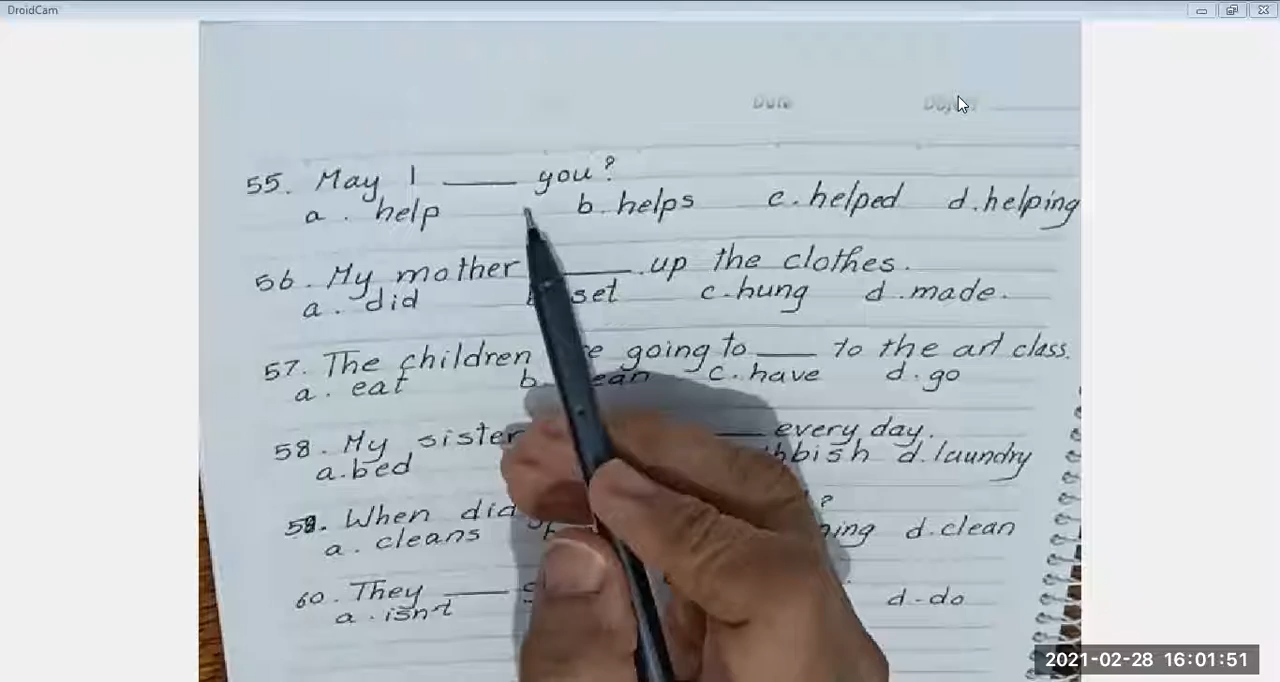 DroidCam
Date
55. May I ____ you?
a. help b. helps c. helped d. helping
56. My mother ____ up the clothes.
a. did set c. hung d. made.
57. The children going to ____ to the art class.
a. eat b. c. have d. go
58. My sister ____ every day.
a. bed d. laundry
59. When did ?
a. cleans d. clean
60. They ____
a. isn't d. do
2021-02-28 16:01:51